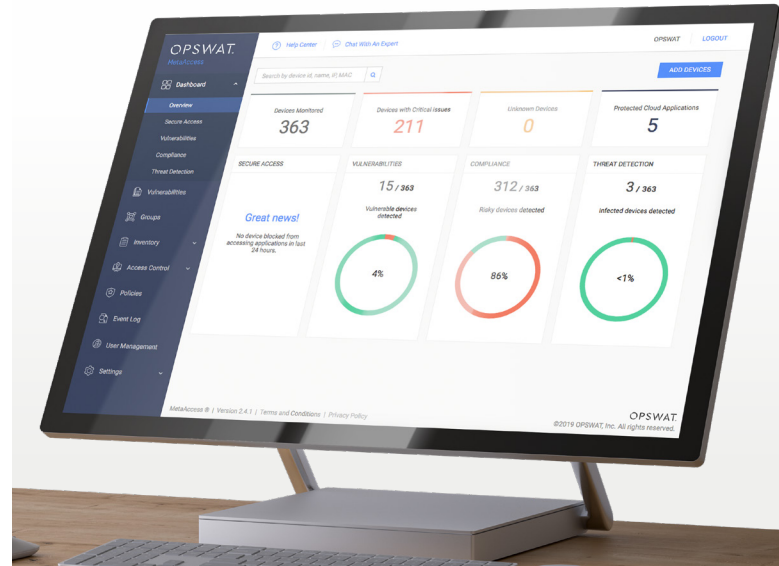 OPSWAT.
MetaAccess
Help Center
Chat With An Expert
OPSWAT
LOGOUT
Search by device id, name, IP, MAC
ADD DEVICES
Dashboard
Overview
Secure Access
Vulnerabilities
Compliance
Threat Detection
Vulnerabilities
Groups
Inventory
Access Control
Policies
Event Log
User Management
Settings
Devices Monitored
363
Devices with Critical Issues
211
Unknown Devices
0
Protected Cloud Applications
5
SECURE ACCESS
Great news!
No device blocked from
accessing applications in last
24 hours.
VULNERABILITIES
15 / 363
Vulnerable devices
detected
4%
COMPLIANCE
312 / 363
Risky devices detected
86%
THREAT DETECTION
3 / 363
Infected devices detected
<1%
MetaAccess ® | Version 2.4.1 | Terms and Conditions | Privacy Policy
OPSWAT.
©2019 OPSWAT, Inc. All rights reserved.